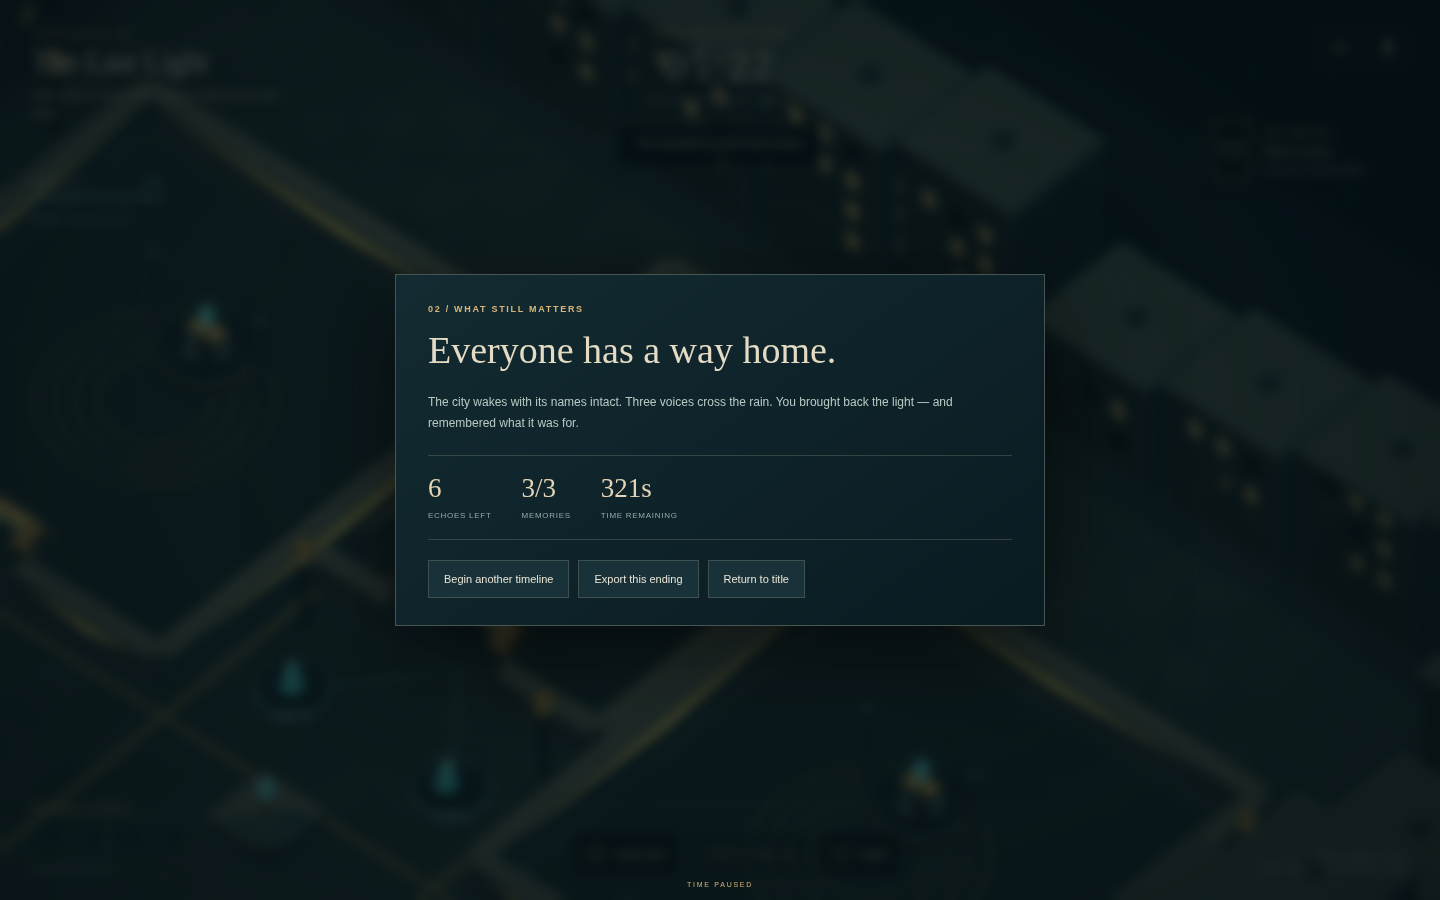 02 / WHAT STILL MATTERS
Everyone has a way home.
The city wakes with its names intact. Three voices cross the rain. You brought back the light — and
remembered what it was for.
6 3/3 321s
ECHOES LEFT MEMORIES TIME REMAINING
Begin another timeline Export this ending Return to title
TIME PAUSED